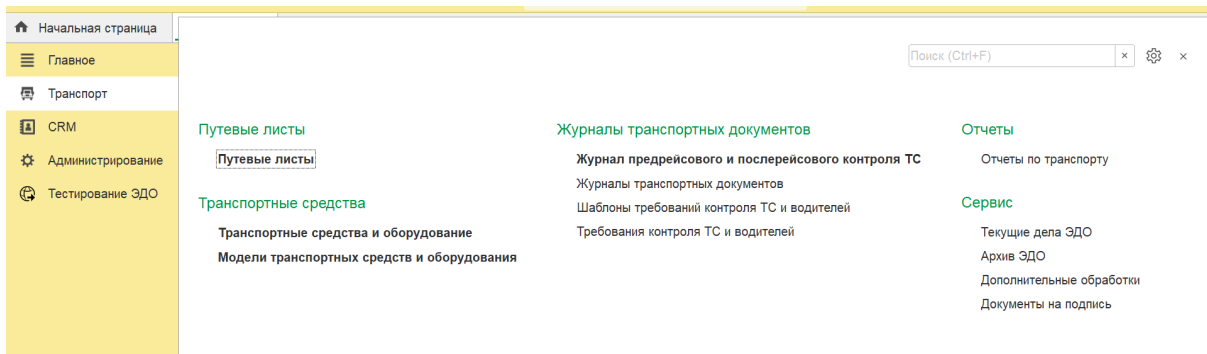 Начальная страница
Главное
Транспорт
CRM
Администрирование
Тестирование ЭДО
Поиск (Ctrl+F)
Путевые листы
Путевые листы
Транспортные средства
Транспортные средства и оборудование
Модели транспортных средств и оборудования
Журналы транспортных документов
Журнал предрейсового и послерейсового контроля ТС
Журналы транспортных документов
Шаблоны требований контроля ТС и водителей
Требования контроля ТС и водителей
Отчеты
Отчеты по транспорту
Сервис
Текущие дела ЭДО
Архив ЭДО
Дополнительные обработки
Документы на подпись